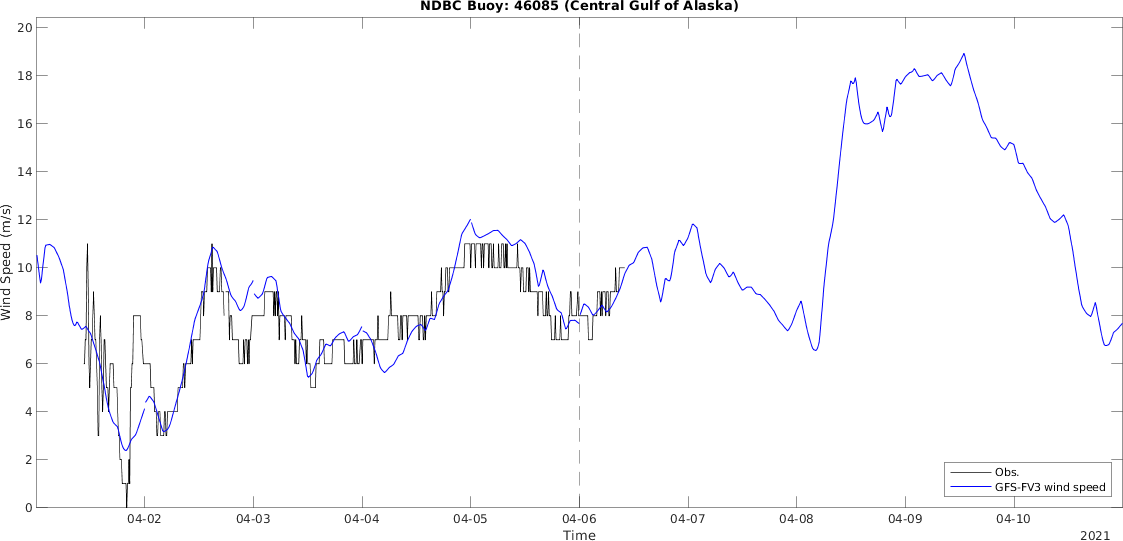 NDBC Buoy: 46085 (Central Gulf of Alaska)
20
18
16
14
12
10
8
6
4
2
0
Wind Speed (m/s)
04-02 04-03 04-04 04-05 04-06 04-07 04-08 04-09 04-10
Time
2021
Obs.
GFS-FV3 wind speed